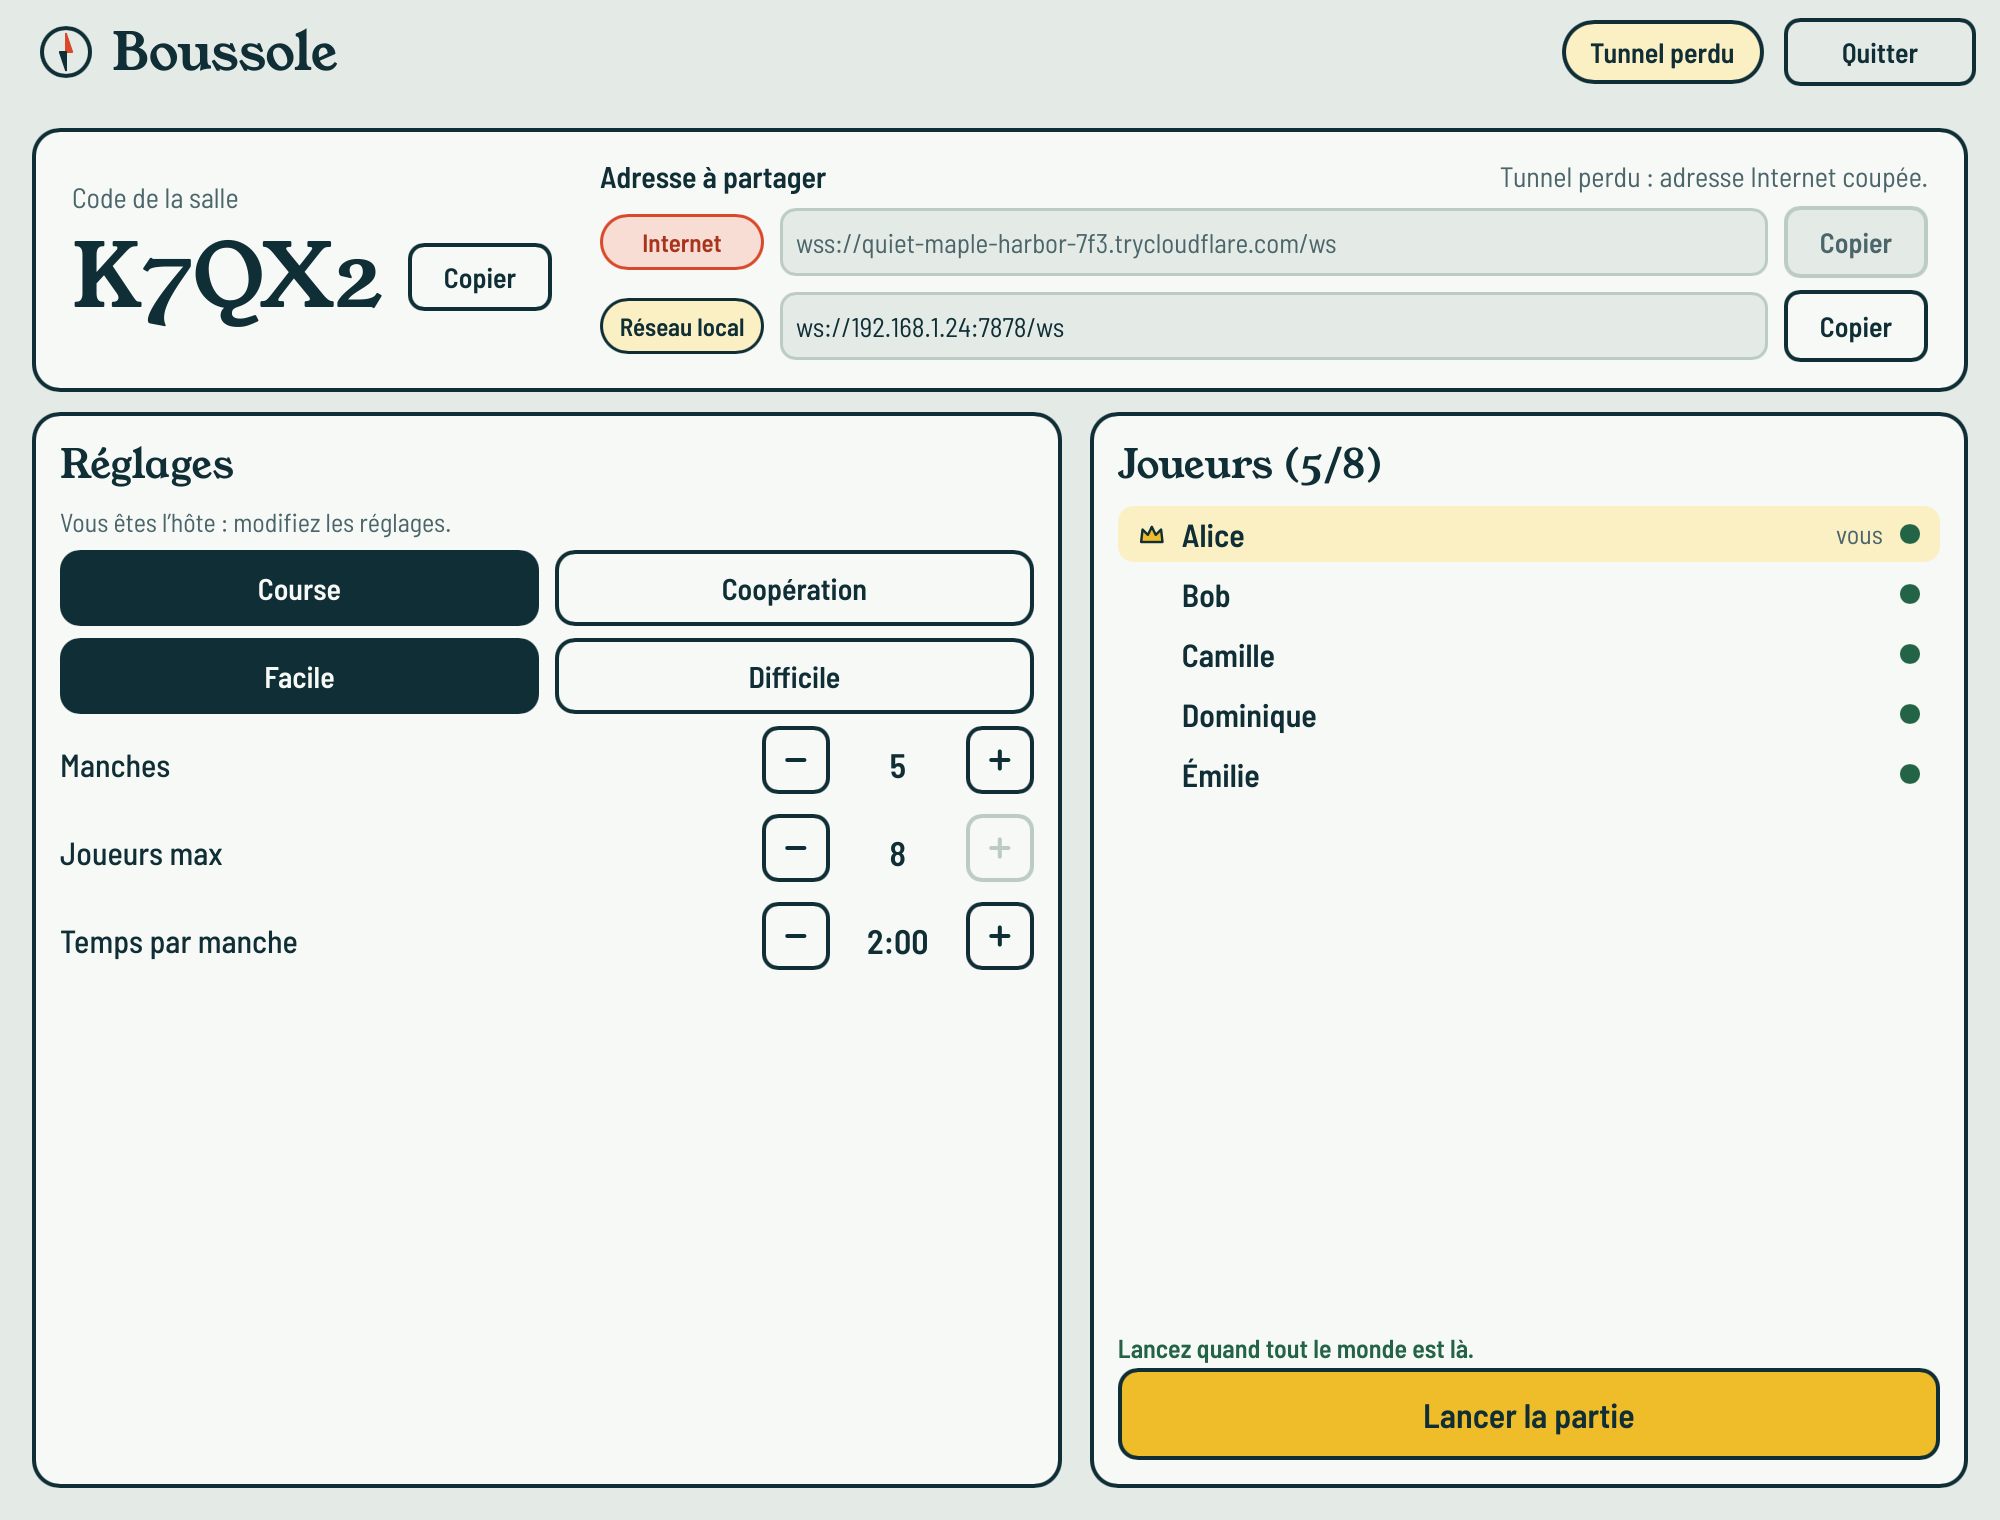 Boussole
Tunnel perdu
Quitter
Code de la salle
K7QX2
Copier
Adresse à partager
Tunnel perdu : adresse Internet coupée.
Internet
wss://quiet-maple-harbor-7f3.trycloudflare.com/ws
Copier
Réseau local
ws://192.168.1.24:7878/ws
Copier
Réglages
Vous êtes l’hôte : modifiez les réglages.
Course
Coopération
Facile
Difficile
Manches
−
5
+
Joueurs max
−
8
+
Temps par manche
−
2:00
+
Joueurs (5/8)
Alice
vous
Bob
Camille
Dominique
Émilie
Lancez quand tout le monde est là.
Lancer la partie